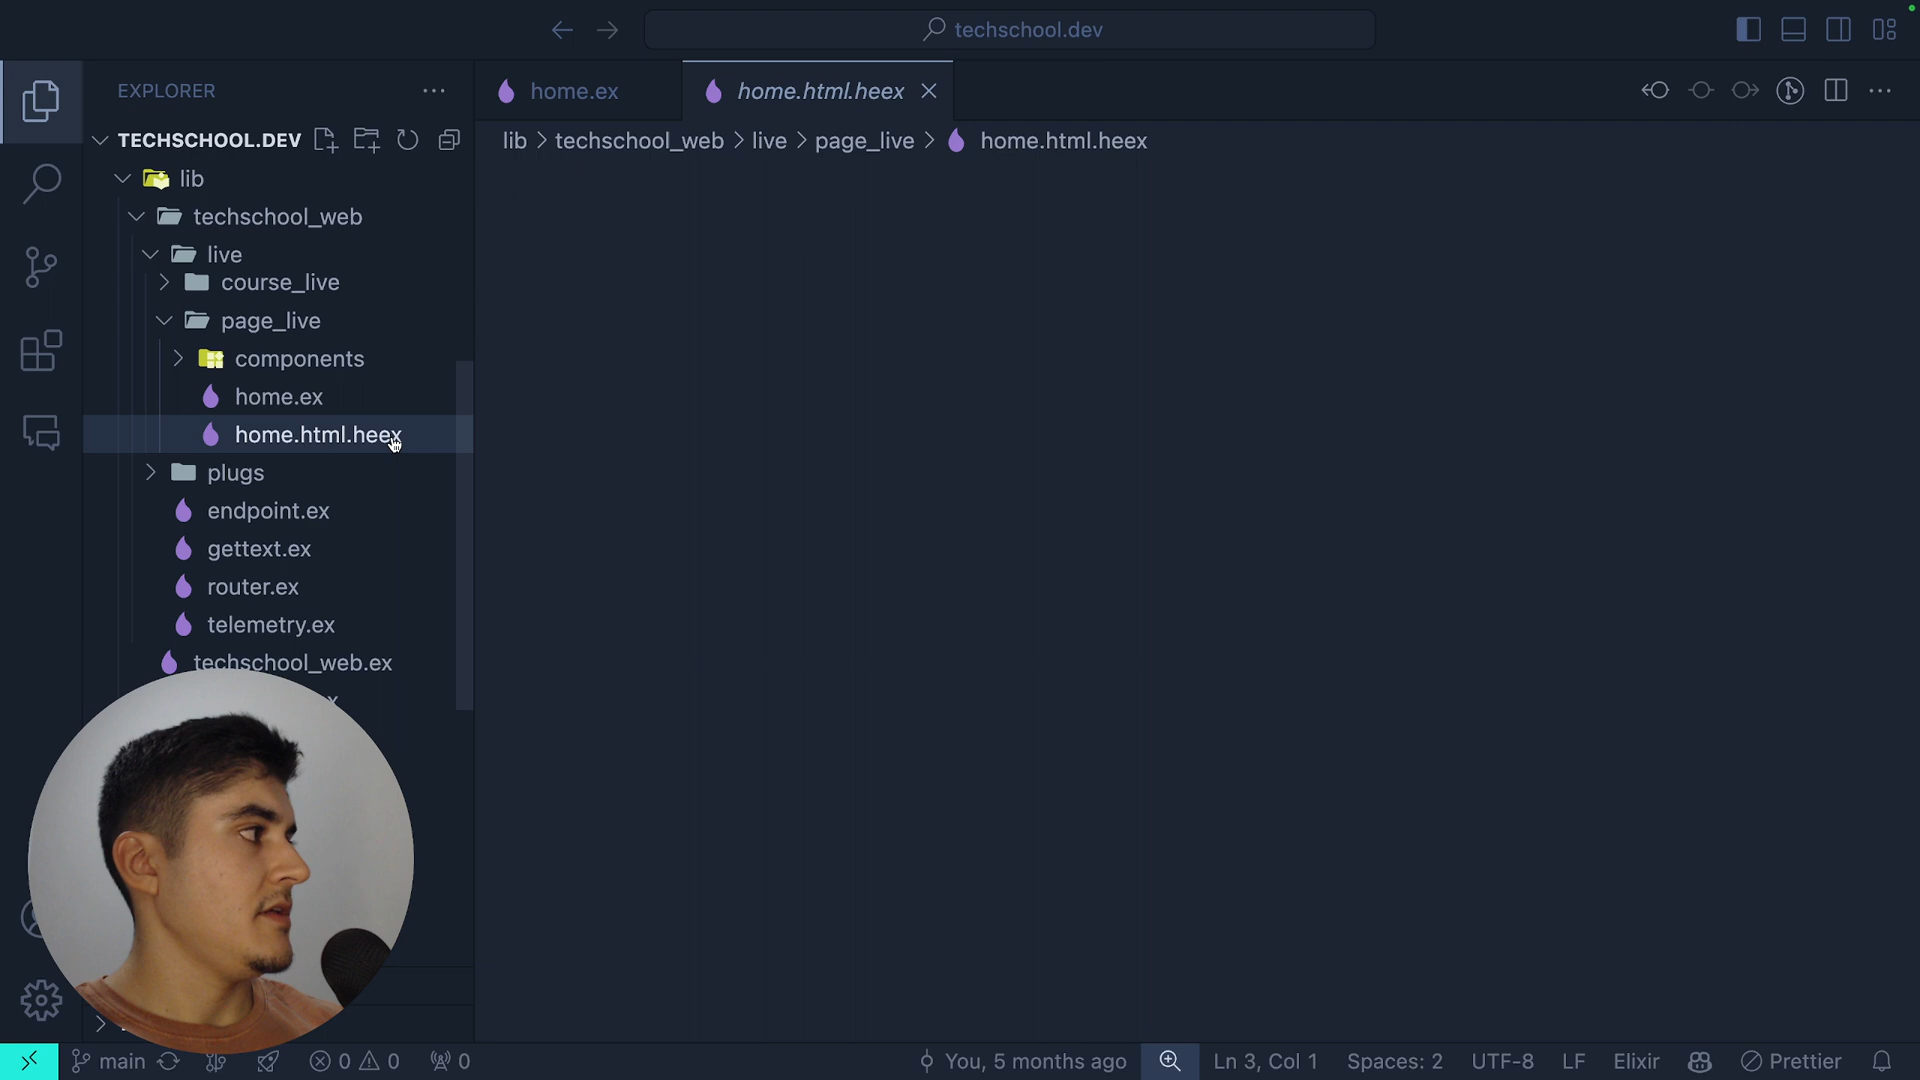 techschool.dev
EXPLORER
home.ex
home.html.heex
TECHSCHOOL.DEV
lib > techschool_web > live > page_live > home.html.heex
lib
techschool_web
live
course_live
page_live
components
home.ex
home.html.heex
plugs
endpoint.ex
gettext.ex
router.ex
telemetry.ex
techschool_web.ex
main
0
0
0
You, 5 months ago
Ln 3, Col 1
Spaces: 2
UTF-8
LF
Elixir
Prettier